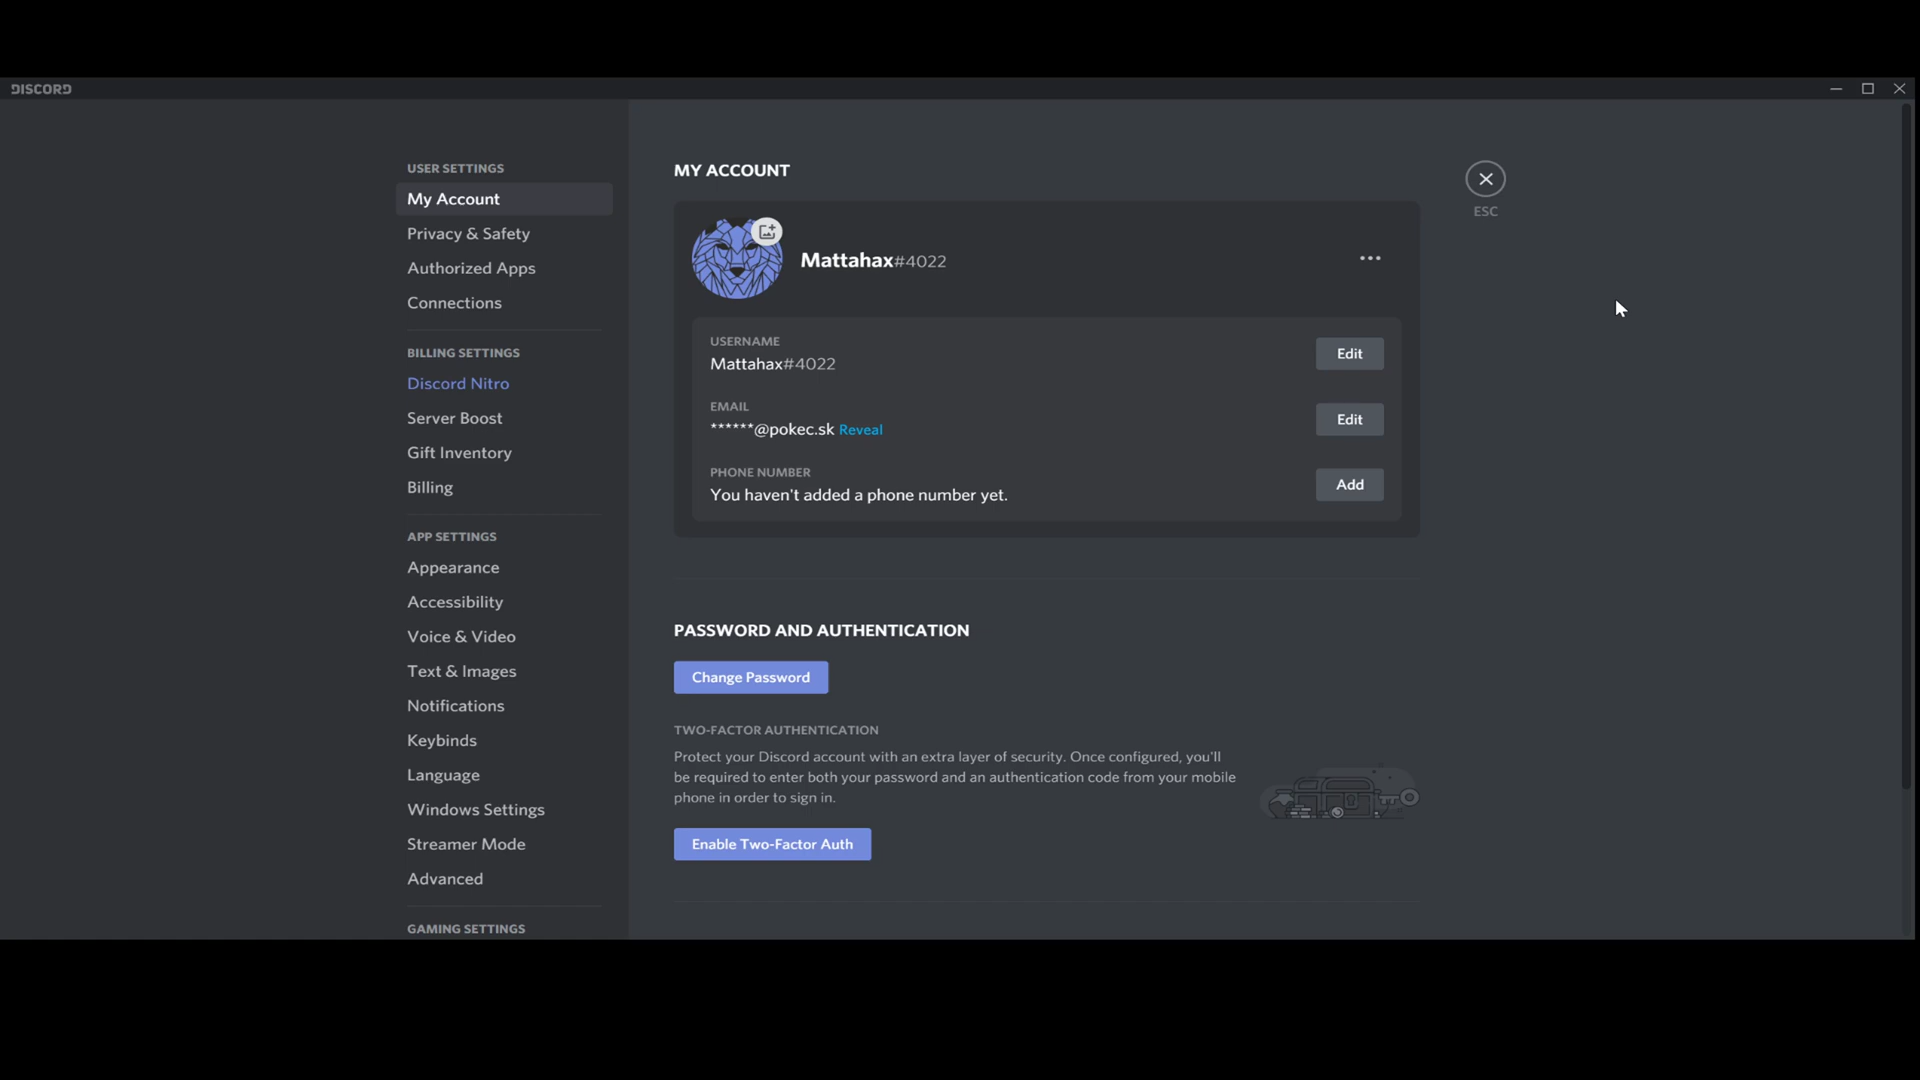 DISCORD
USER SETTINGS
My Account
Privacy & Safety
Authorized Apps
Connections
BILLING SETTINGS
Discord Nitro
Server Boost
Gift Inventory
Billing
APP SETTINGS
Appearance
Accessibility
Voice & Video
Text & Images
Notifications
Keybinds
Language
Windows Settings
Streamer Mode
Advanced
GAMING SETTINGS
MY ACCOUNT
ESC
Mattahax#4022
USERNAME
Mattahax#4022
Edit
EMAIL
******@pokec.sk Reveal
Edit
PHONE NUMBER
You haven't added a phone number yet.
Add
PASSWORD AND AUTHENTICATION
Change Password
TWO-FACTOR AUTHENTICATION
Protect your Discord account with an extra layer of security. Once configured, you'll
be required to enter both your password and an authentication code from your mobile
phone in order to sign in.
Enable Two-Factor Auth